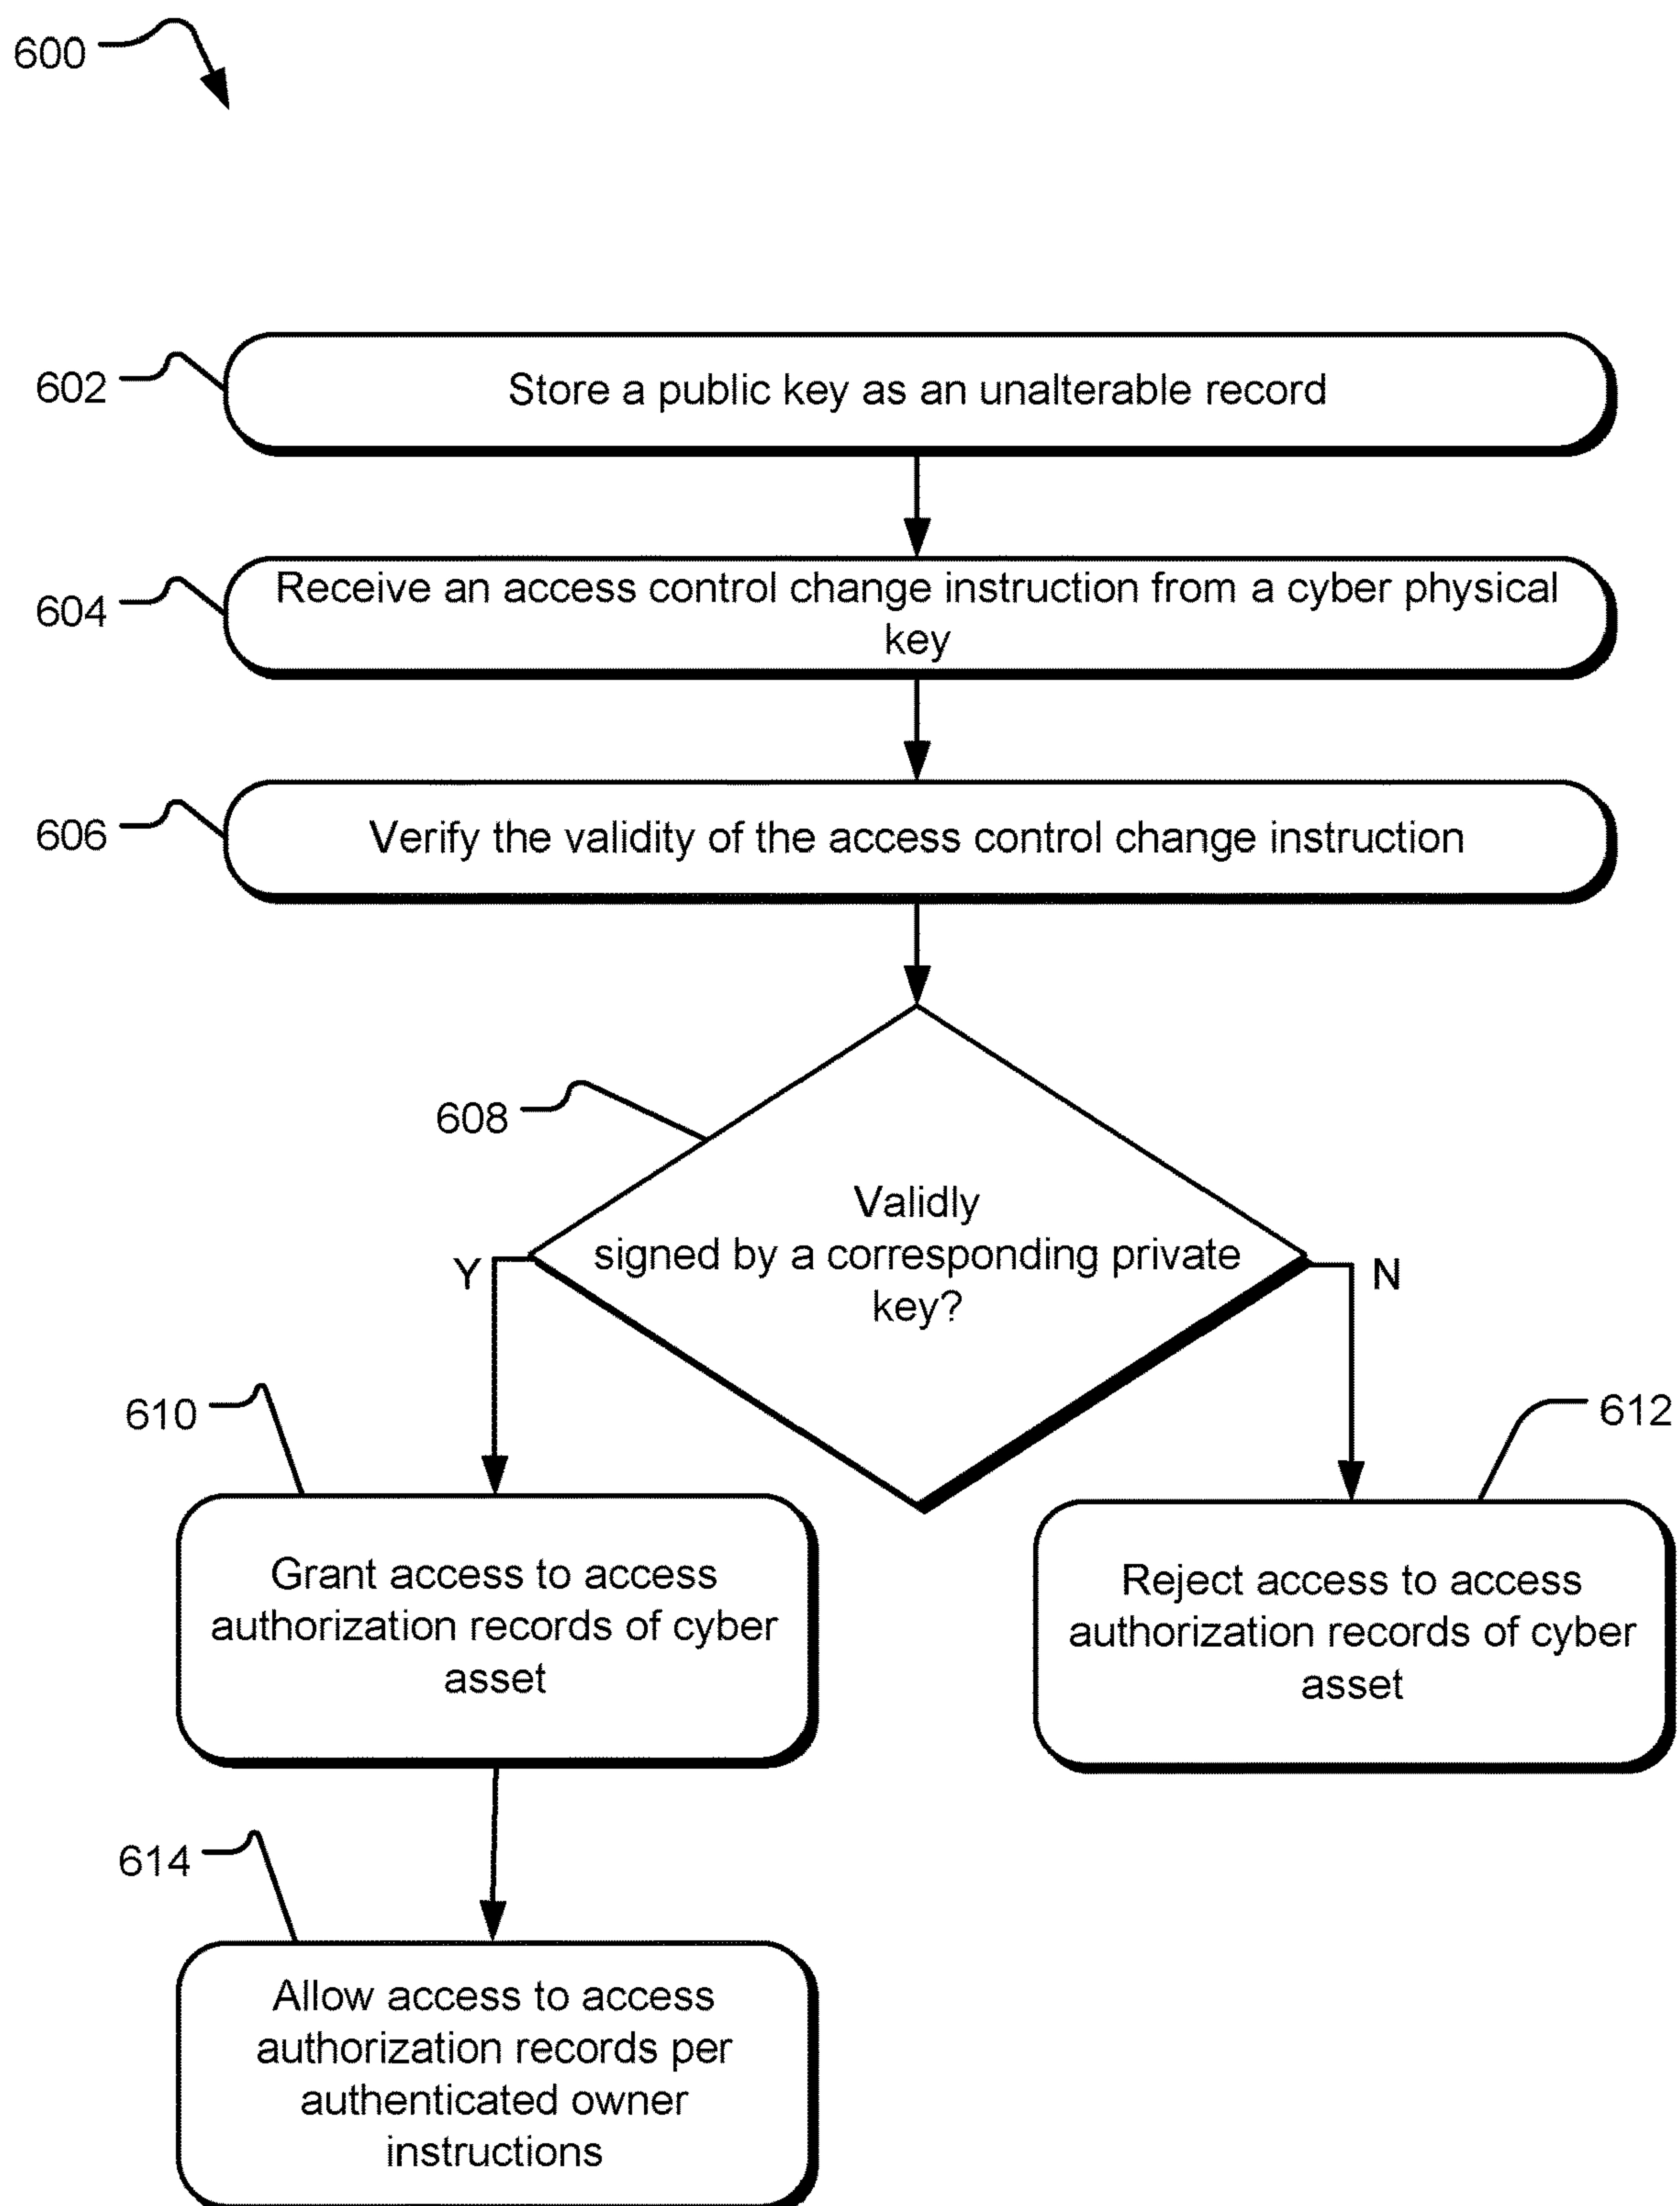 600
602
Store a public key as an unalterable record
604
Receive an access control change instruction from a cyber physical
key
606
Verify the validity of the access control change instruction
608
Validly
signed by a corresponding private
key?
Y
N
610
Grant access to access
authorization records of cyber
asset
612
Reject access to access
authorization records of cyber
asset
614
Allow access to access
authorization records per
authenticated owner
instructions